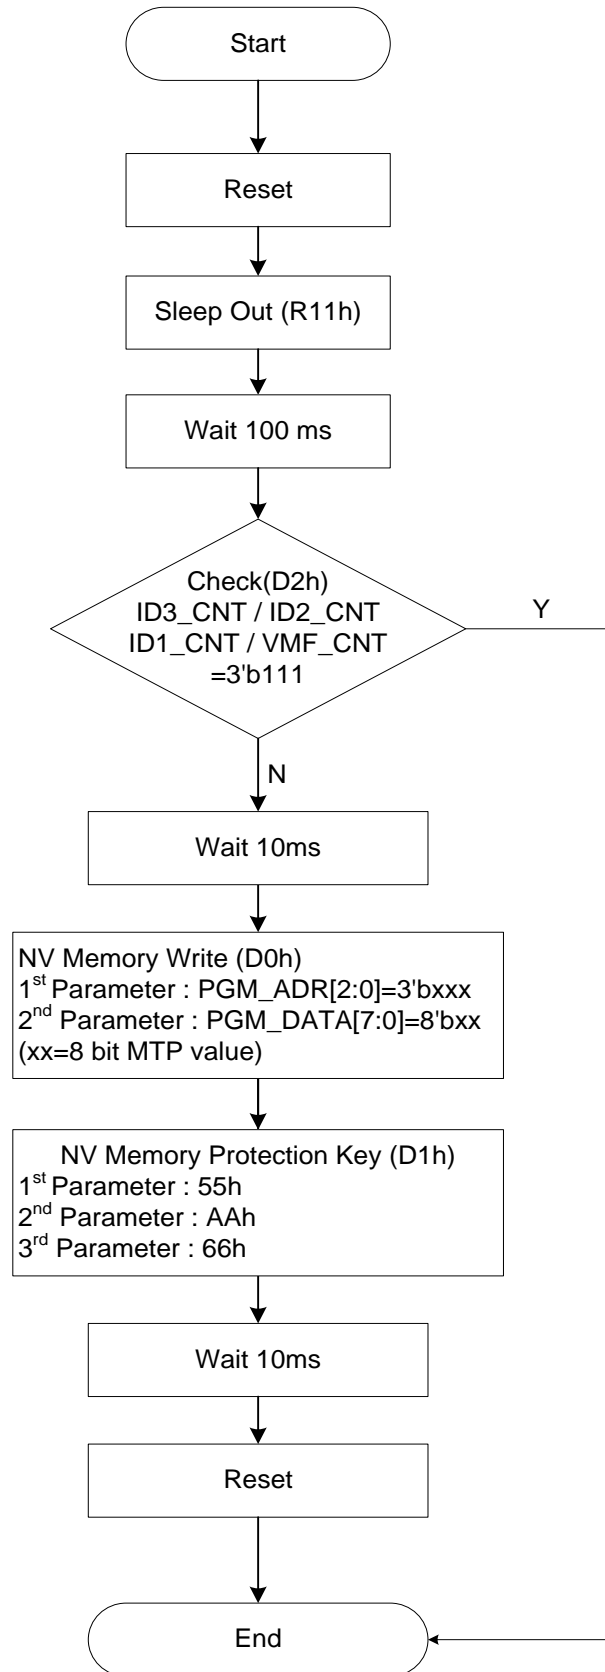 Start
Reset
Sleep Out (R11h)
Wait 100 ms
Check(D2h)
ID3_CNT / ID2_CNT
ID1_CNT / VMF_CNT
=3'b111
Y
N
Wait 10ms
NV Memory Write (D0h)
1st Parameter : PGM_ADR[2:0]=3'bxxx
2nd Parameter : PGM_DATA[7:0]=8'bxx
(xx=8 bit MTP value)
NV Memory Protection Key (D1h)
1st Parameter : 55h
2nd Parameter : AAh
3rd Parameter : 66h
Wait 10ms
Reset
End